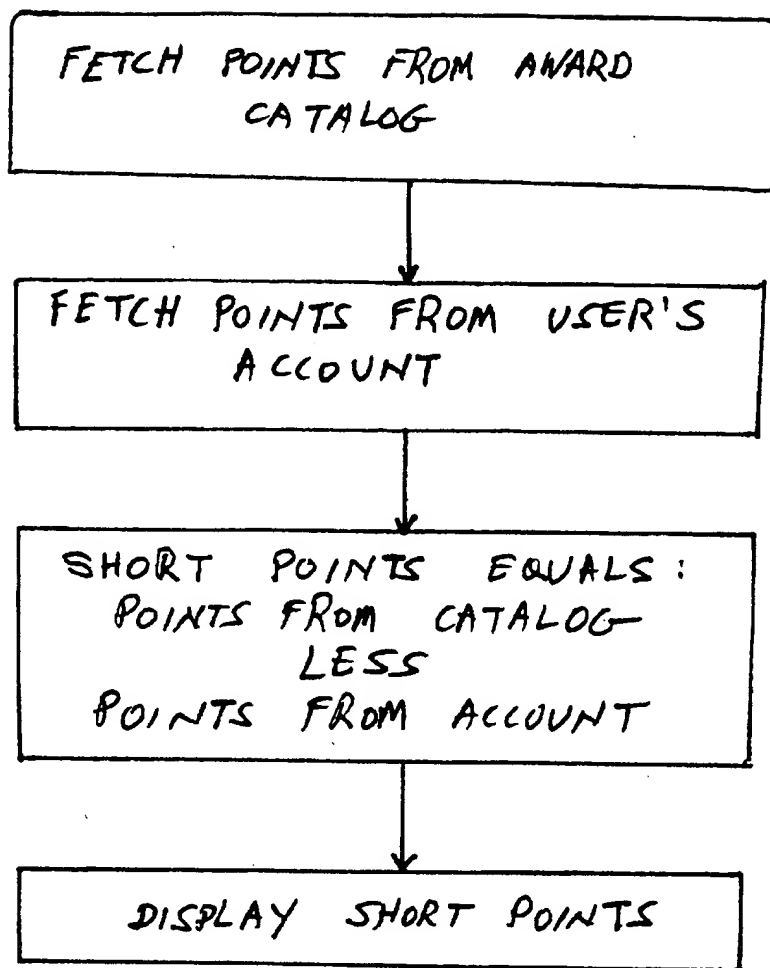 FETCH POINTS FROM AWARD
CATALOG
FETCH POINTS FROM USER'S
ACCOUNT
SHORT POINTS EQUALS:
POINTS FROM CATALOG
LESS
POINTS FROM ACCOUNT
DISPLAY SHORT POINTS